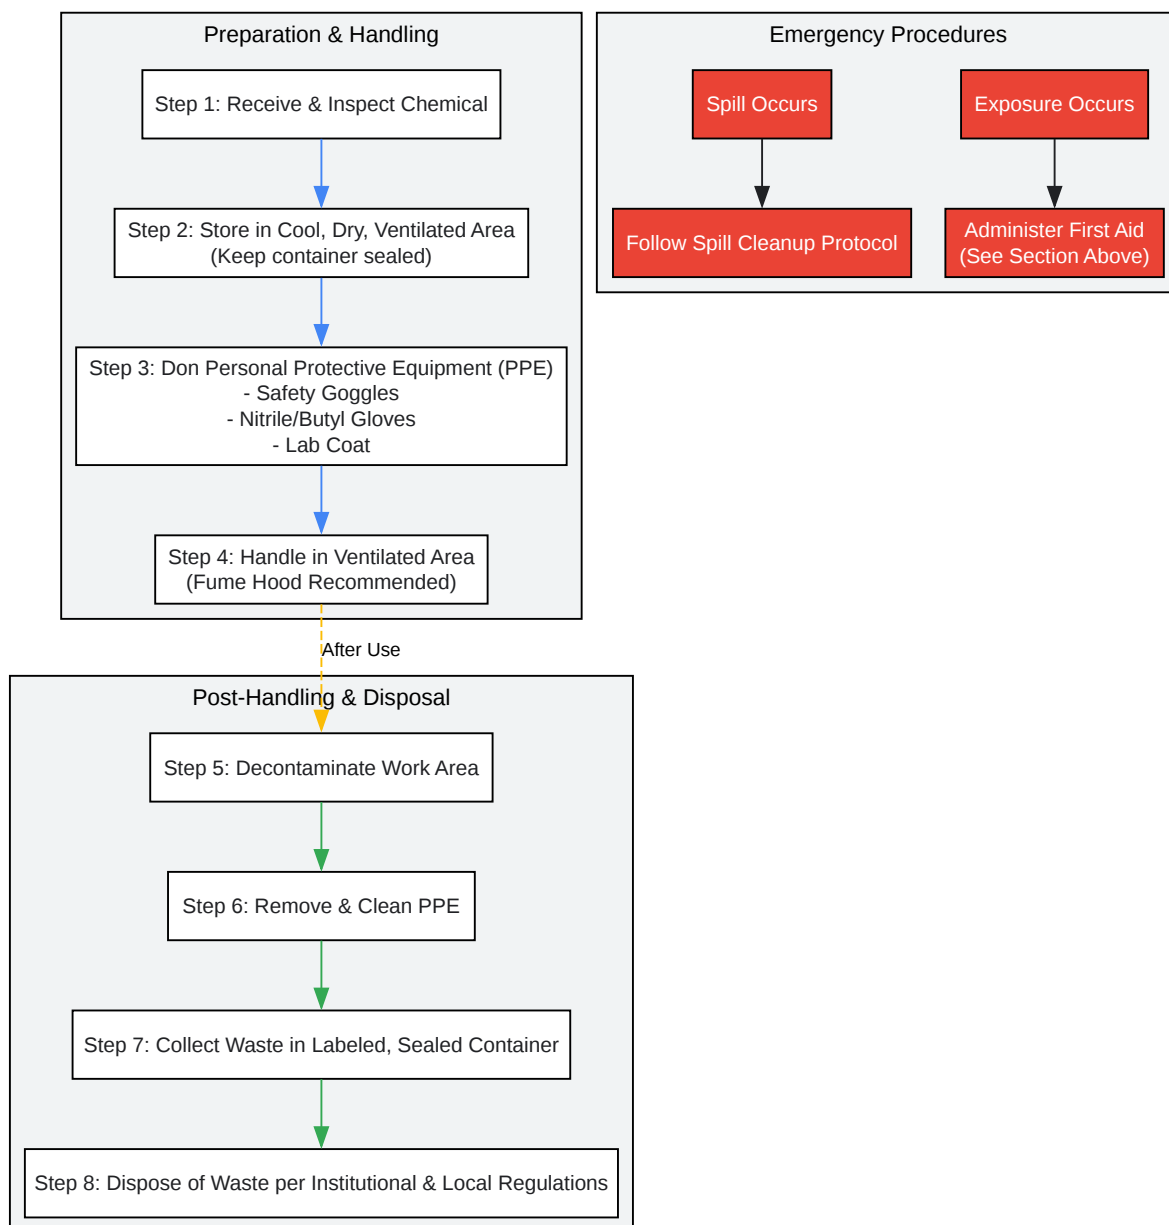 Preparation & Handling
Step 1: Receive & Inspect Chemical
Step 2: Store in Cool, Dry, Ventilated Area
(Keep container sealed)
Step 3: Don Personal Protective Equipment (PPE)
- Safety Goggles
- Nitrile/Butyl Gloves
- Lab Coat
Step 4: Handle in Ventilated Area
(Fume Hood Recommended)
After Use
Post-Handling & Disposal
Step 5: Decontaminate Work Area
Step 6: Remove & Clean PPE
Step 7: Collect Waste in Labeled, Sealed Container
Step 8: Dispose of Waste per Institutional & Local Regulations
Emergency Procedures
Spill Occurs
Follow Spill Cleanup Protocol
Exposure Occurs
Administer First Aid
(See Section Above)